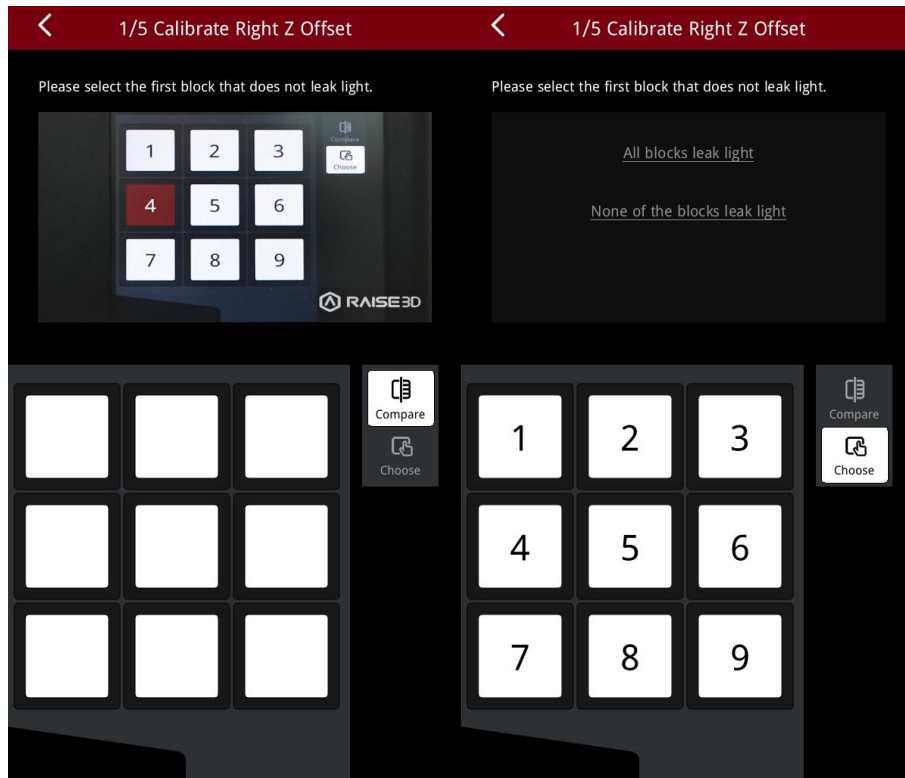 1/5 Calibrate Right Z Offset
Please select the first block that does not leak light.
1 2 3
Compare
Choose
4 5 6
7 8 9
RAISE3D
Compare
Choose
1/5 Calibrate Right Z Offset
Please select the first block that does not leak light.
All blocks leak light
None of the blocks leak light
1 2 3
Compare
Choose
4 5 6
7 8 9